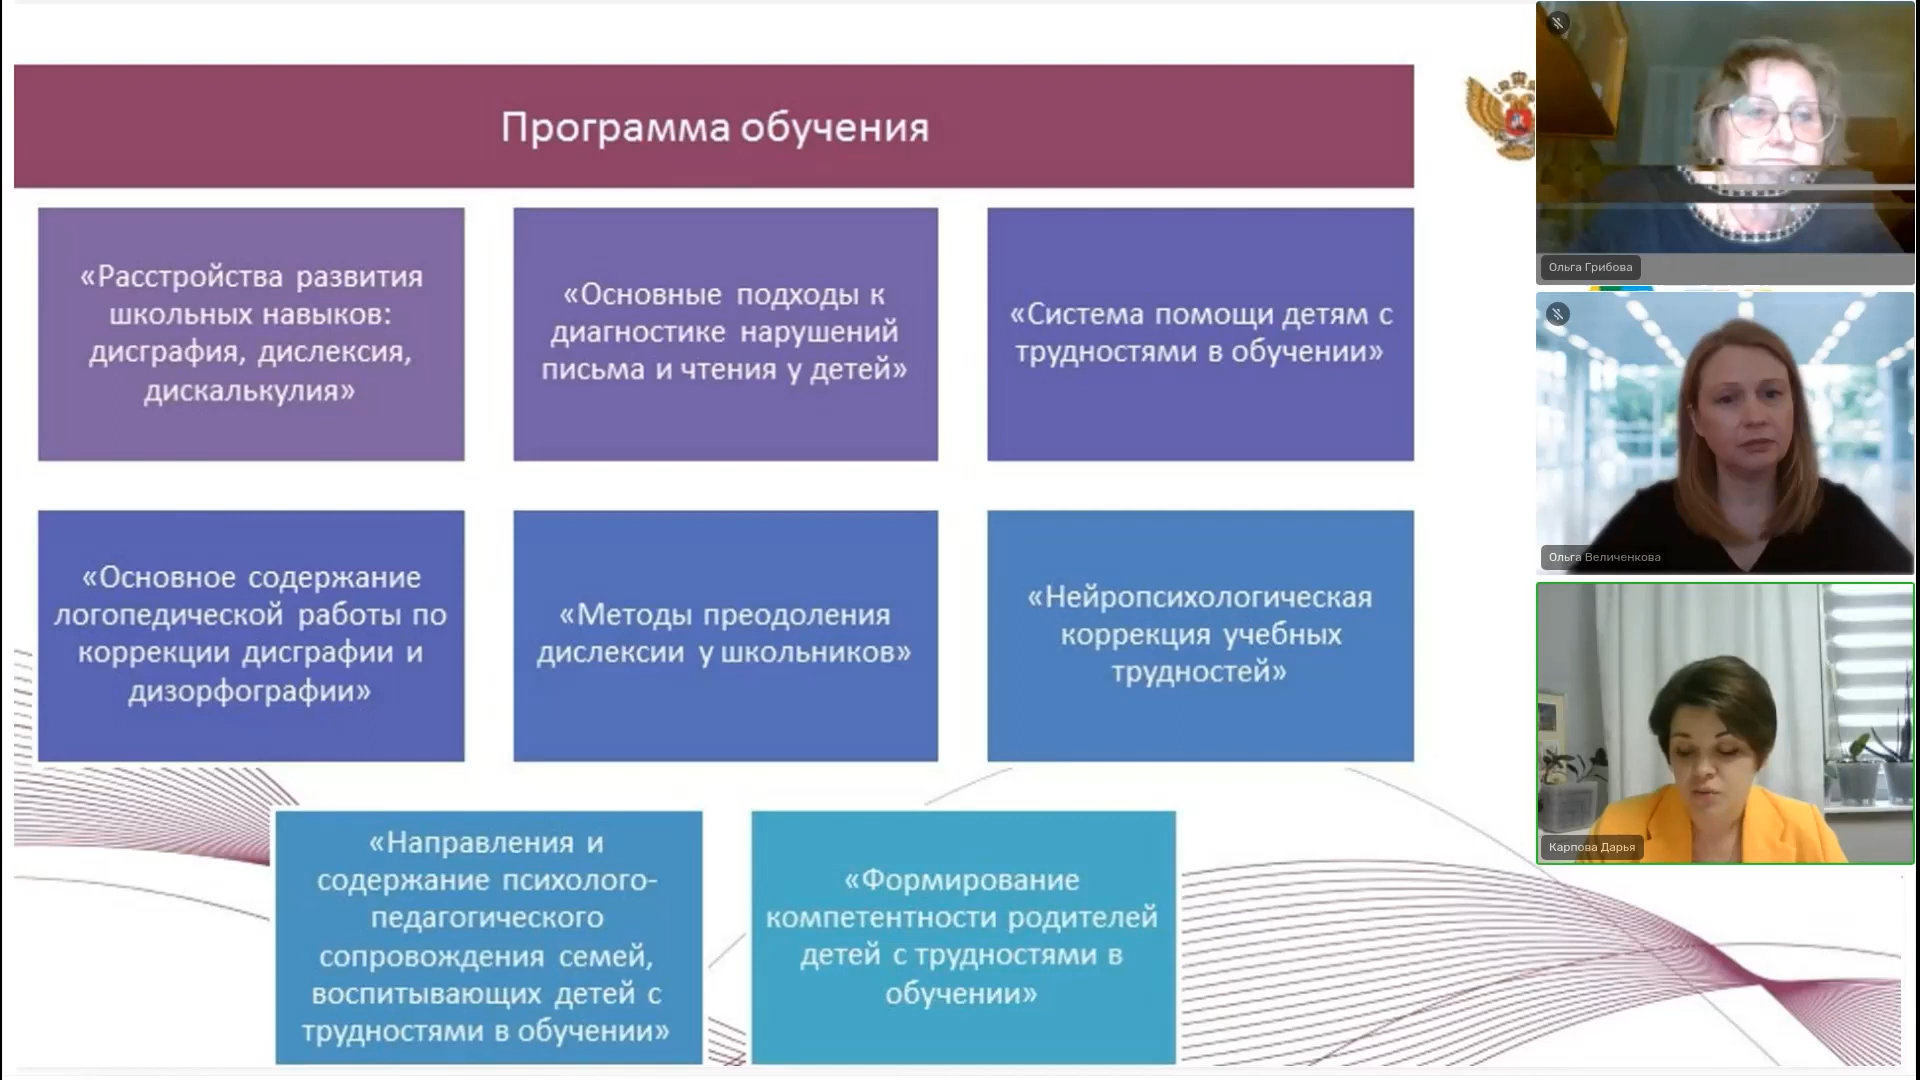 Программа обучения
«Расстройства развития
школьных навыков:
дисграфия, дислексия,
дискалькулия»
«Основные подходы к
диагностике нарушений
письма и чтения у детей»
«Система помощи детям с
трудностями в обучении»
«Основное содержание
логопедической работы по
коррекции дисграфии и
дизорфографии»
«Методы преодоления
дислексии у школьников»
«Нейропсихологическая
коррекция учебных
трудностей»
«Направления и
содержание психолого-
педагогического
сопровождения семей,
воспитывающих детей с
трудностями в обучении»
«Формирование
компетентности родителей
детей с трудностями в
обучении»
Ольга Грибова
Ольга Величенкова
Карпова Дарья